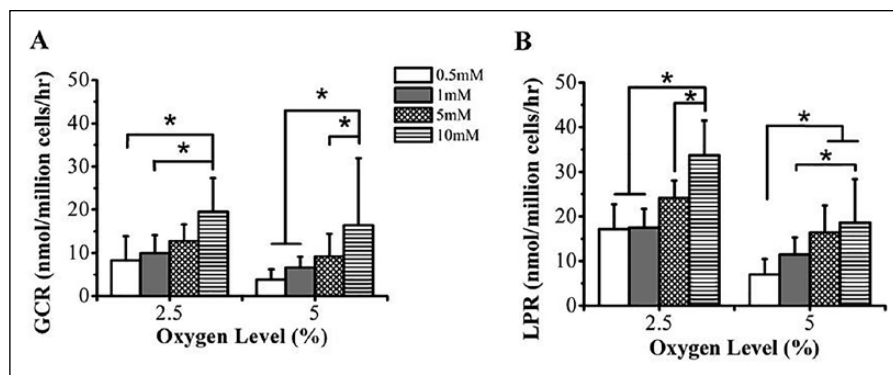 A
GCR (nmol/million cells/hr)
50
40
30
20
10
0
* * * *
2.5 5
Oxygen Level (%)
0.5mM
1mM
5mM
10mM
B
LPR (nmol/million cells/hr)
50
40
30
20
10
0
* * * *
2.5 5
Oxygen Level (%)